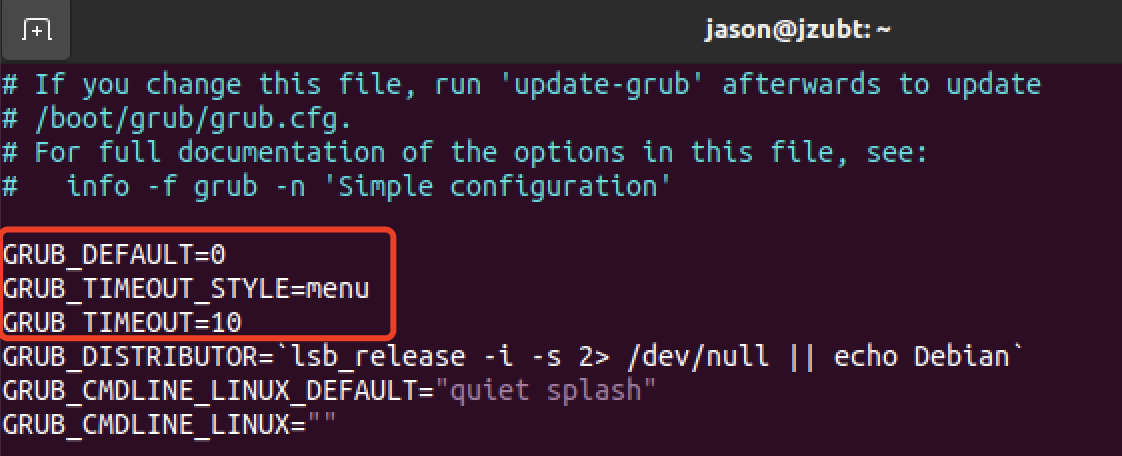 jason@jzubt: ~
# If you change this file, run 'update-grub' afterwards to update
# /boot/grub/grub.cfg.
# For full documentation of the options in this file, see:
#   info -f grub -n 'Simple configuration'
GRUB_DEFAULT=0
GRUB_TIMEOUT_STYLE=menu
GRUB_TIMEOUT=10
GRUB_DISTRIBUTOR=`lsb_release -i -s 2> /dev/null || echo Debian`
GRUB_CMDLINE_LINUX_DEFAULT="quiet splash"
GRUB_CMDLINE_LINUX=""